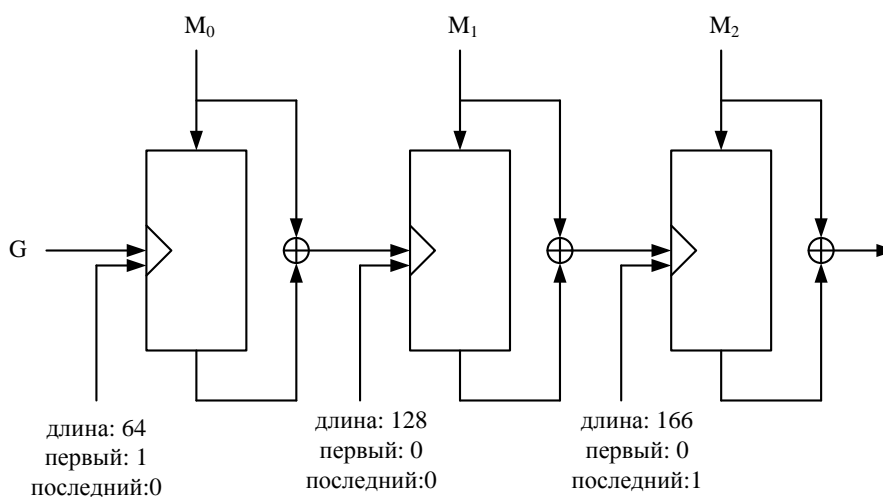 M₀
M₁
M₂
G
длина: 64
первый: 1
последний:0
длина: 128
первый: 0
последний:0
длина: 166
первый: 0
последний:1